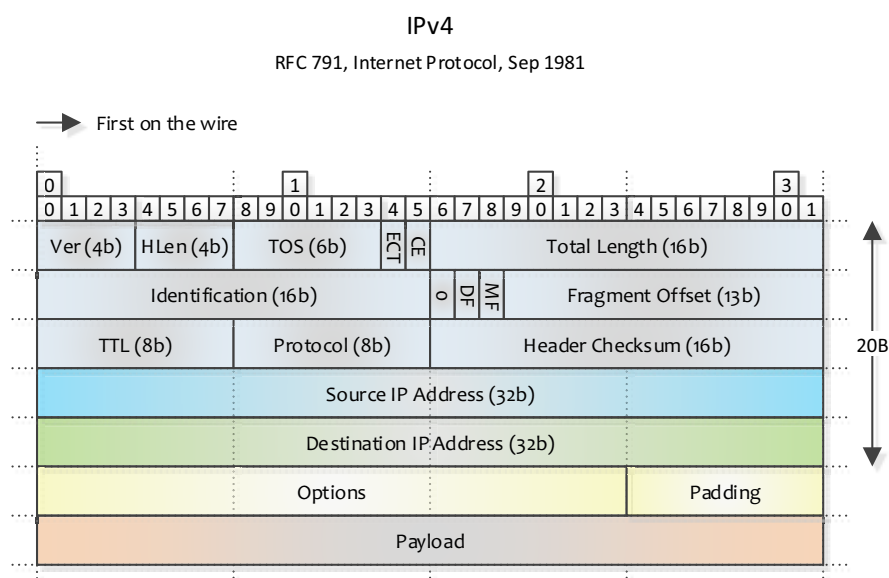 IPv4
RFC 791, Internet Protocol, Sep 1981
First on the wire
0 1 2 3
0 1 2 3 4 5 6 7 8 9 0 1 2 3 4 5 6 7 8 9 0 1 2 3 4 5 6 7 8 9 0 1
Ver (4b) HLen (4b) TOS (6b) ECT CE Total Length (16b)
Identification (16b) 0 DF MF Fragment Offset (13b)
TTL (8b) Protocol (8b) Header Checksum (16b)
20B
Source IP Address (32b)
Destination IP Address (32b)
Options Padding
Payload